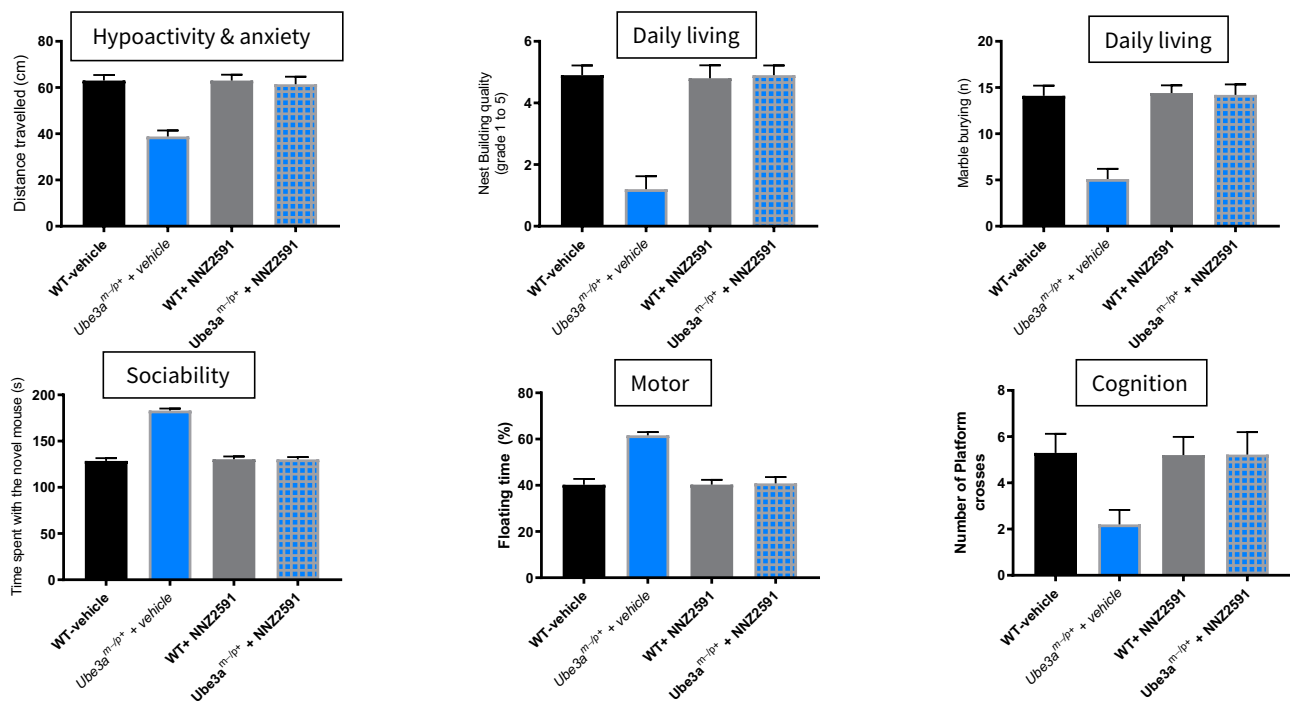 Hypoactivity & anxiety
Distance travelled (cm)
80
60
40
20
0
WT-vehicle
Ube3a^m–/p+ + vehicle
WT+ NNZ2591
Ube3a^m–/p+ + NNZ2591
Daily living
Nest Building quality
(grade 1 to 5)
6
4
2
0
WT-vehicle
Ube3a^m–/p+ + vehicle
WT+ NNZ2591
Ube3a^m–/p+ + NNZ2591
Daily living
Marble burying (n)
20
15
10
5
0
WT-vehicle
Ube3a^m–/p+ + vehicle
WT+ NNZ2591
Ube3a^m–/p+ + NNZ2591
Sociability
Time spent with the novel mouse (s)
200
150
100
50
0
WT-vehicle
Ube3a^m–/p+ + vehicle
WT+ NNZ2591
Ube3a^m–/p+ + NNZ2591
Motor
Floating time (%)
80
60
40
20
0
WT-vehicle
Ube3a^m–/p+ + vehicle
WT+ NNZ2591
Ube3a^m–/p+ + NNZ2591
Cognition
Number of Platform
crosses
8
6
4
2
0
WT-vehicle
Ube3a^m–/p+ + vehicle
WT+ NNZ2591
Ube3a^m–/p+ + NNZ2591